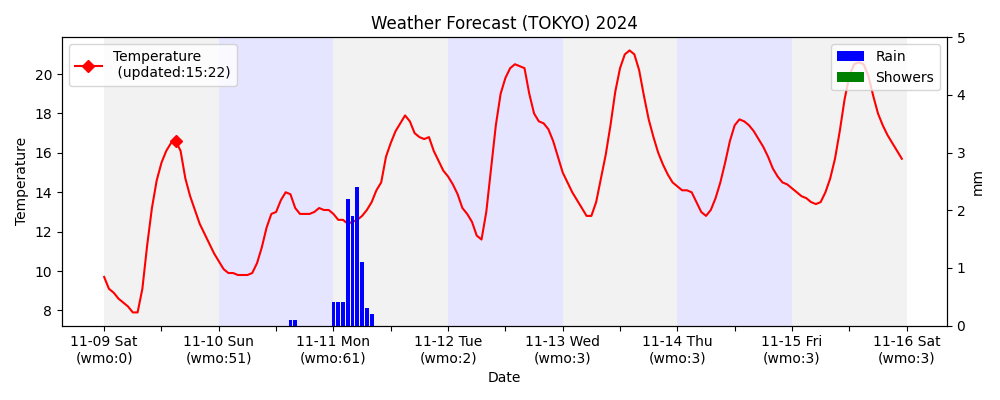 Weather Forecast (TOKYO) 2024
Temperature
(updated:15:22)
Rain
Showers
20
18
16
14
12
10
8
Temperature
5
4
3
2
1
0
mm
11-09 Sat
(wmo:0)
11-10 Sun
(wmo:51)
11-11 Mon
(wmo:61)
11-12 Tue
(wmo:2)
11-13 Wed
(wmo:3)
11-14 Thu
(wmo:3)
11-15 Fri
(wmo:3)
11-16 Sat
(wmo:3)
Date